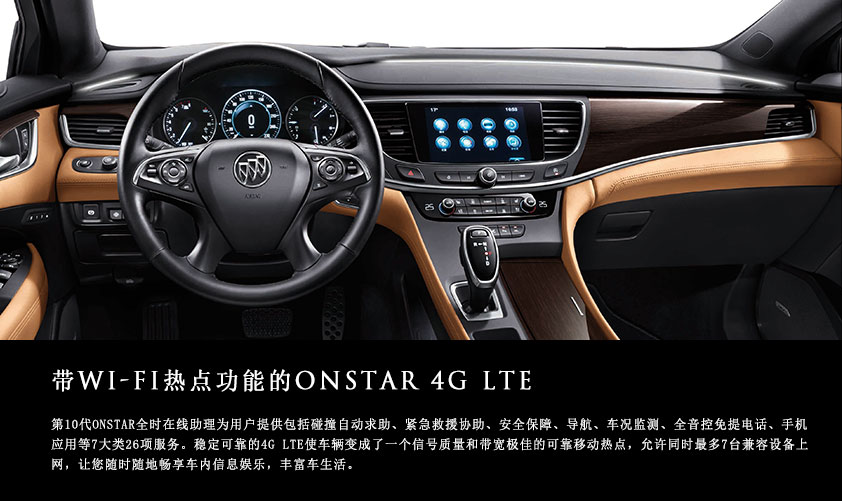 17°
14:55
0
25
25
带WI-FI热点功能的ONSTAR 4G LTE
第10代ONSTAR全时在线助理为用户提供包括碰撞自动求助、紧急救援协助、安全保障、导航、车况监测、全音控免提电话、手机
应用等7大类26项服务。稳定可靠的4G LTE使车辆变成了一个信号质量和带宽极佳的可靠移动热点，允许同时最多7台兼容设备上
网，让您随时随地畅享车内信息娱乐，丰富车生活。